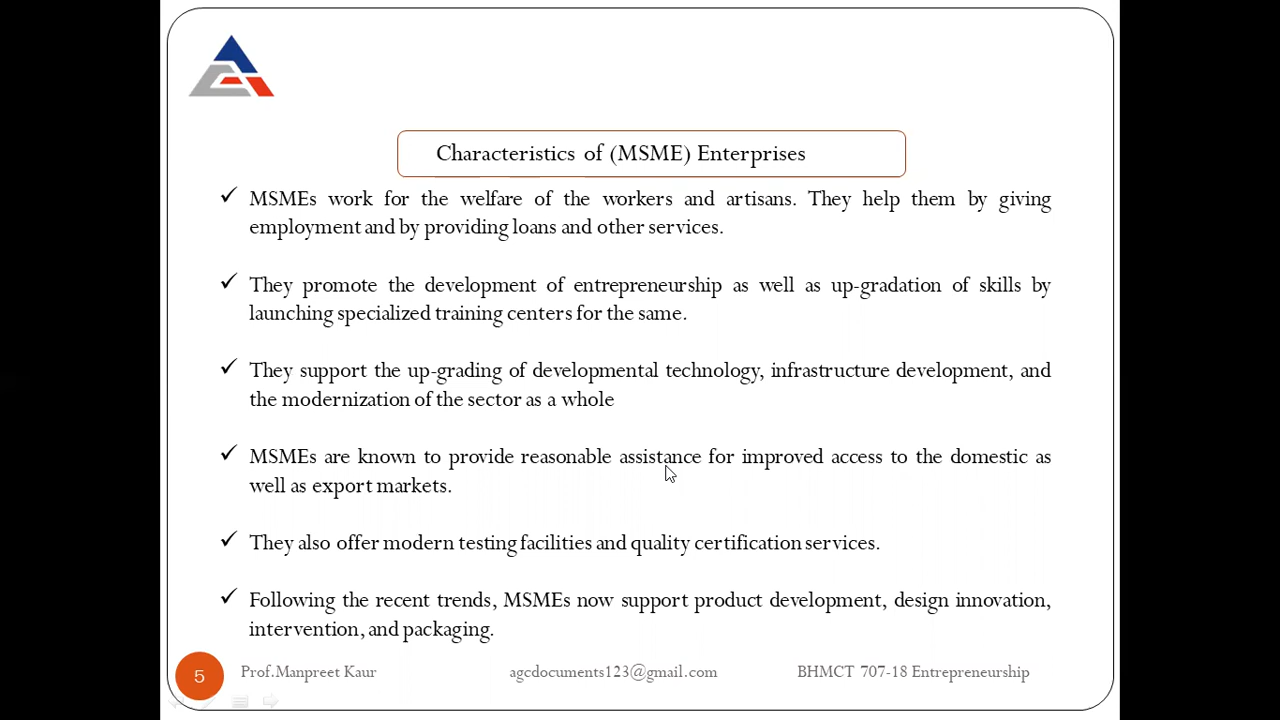 Characteristics of (MSME) Enterprises
✓ MSMEs work for the welfare of the workers and artisans. They help them by giving
employment and by providing loans and other services.
✓ They promote the development of entrepreneurship as well as up-gradation of skills by
launching specialized training centers for the same.
✓ They support the up-grading of developmental technology, infrastructure development, and
the modernization of the sector as a whole
✓ MSMEs are known to provide reasonable assistance for improved access to the domestic as
well as export markets.
✓ They also offer modern testing facilities and quality certification services.
✓ Following the recent trends, MSMEs now support product development, design innovation,
intervention, and packaging.
5 Prof.Manpreet Kaur agcdocuments123@gmail.com BHMCT 707-18 Entrepreneurship